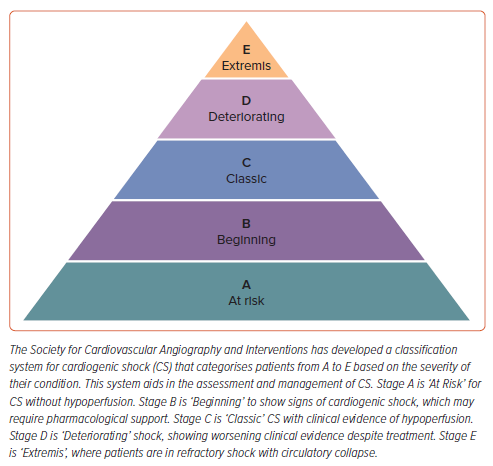 E
Extremis
D
Deteriorating
C
Classic
B
Beginning
A
At risk
The Society for Cardiovascular Angiography and Interventions has developed a classification
system for cardiogenic shock (CS) that categorises patients from A to E based on the severity of
their condition. This system aids in the assessment and management of CS. Stage A is ‘At Risk’ for
CS without hypoperfusion. Stage B is ‘Beginning’ to show signs of cardiogenic shock, which may
require pharmacological support. Stage C is ‘Classic’ CS with clinical evidence of hypoperfusion.
Stage D is ‘Deteriorating’ shock, showing worsening clinical evidence despite treatment. Stage E
is ‘Extremis’, where patients are in refractory shock with circulatory collapse.